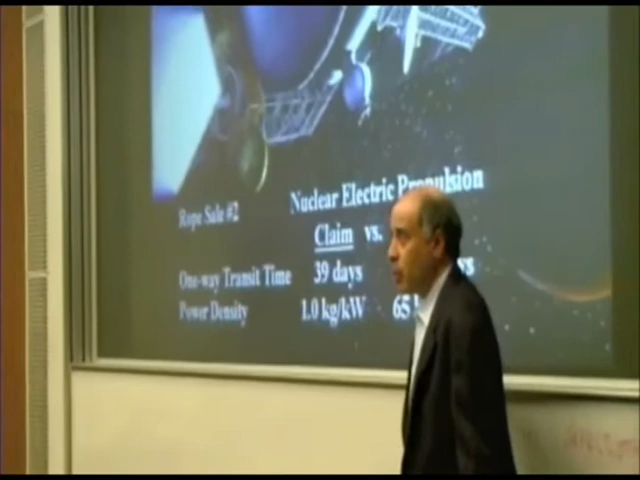 Nuclear Electric Propulsion
Rope Sale #2
Claim vs.
One-way Transit Time 39 days
Power Density 1.0 kg/kW 65